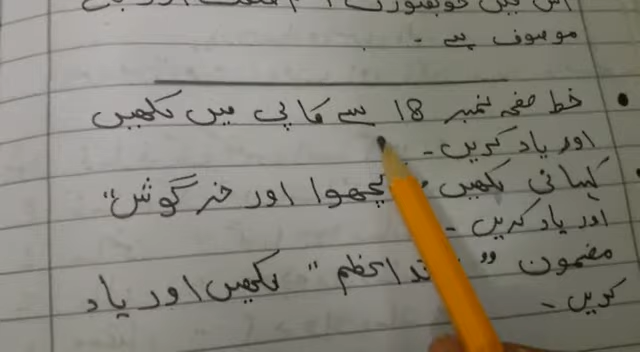 موصوف ہے ۔
خط صفحہ نمبر 18 سے کاپی میں لکھیں
اور یاد کریں ۔
کہانی لکھیں " کچھوا اور خرگوش "
اور یاد کریں ۔
مضمون " اعظم " لکھیں اور یاد
کریں ۔